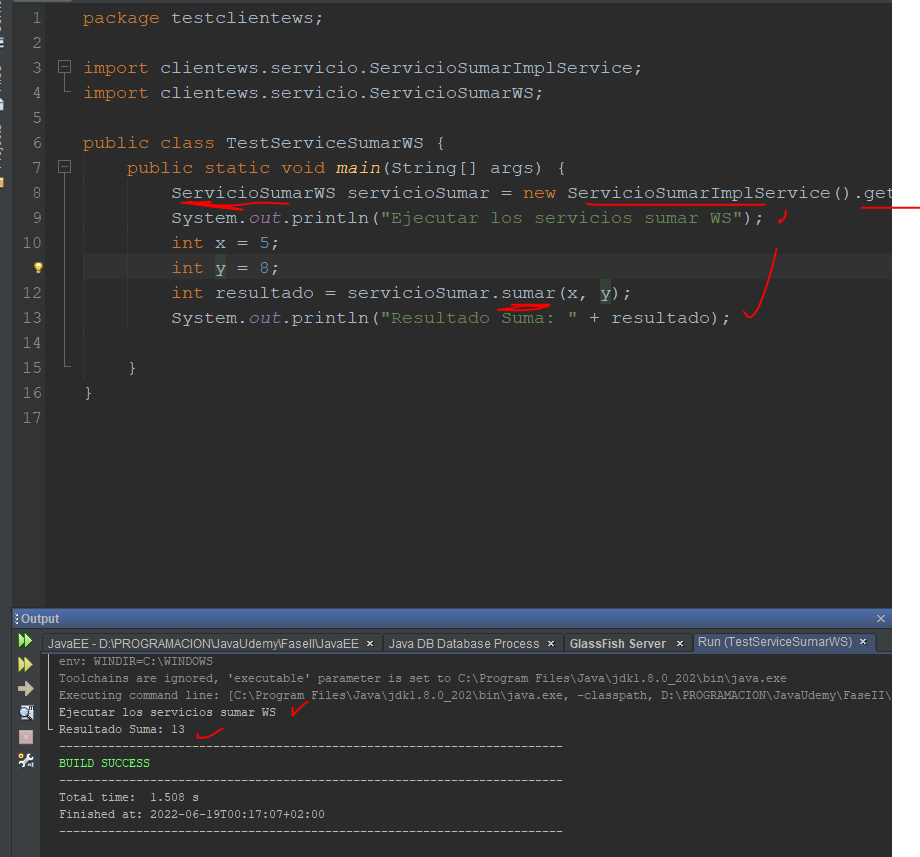 1 package testclientews;
2
3 import clientews.servicio.ServicioSumarImplService;
4 import clientews.servicio.ServicioSumarWS;
5
6 public class TestServiceSumarWS {
7 public static void main(String[] args) {
8 ServicioSumarWS servicioSumar = new ServicioSumarImplService().get
9 System.out.println("Ejecutar los servicios sumar WS");
10 int x = 5;
int y = 8;
12 int resultado = servicioSumar.sumar(x, y);
13 System.out.println("Resultado Suma: " + resultado);
14
15 }
16 }
17
Output
JavaEE - D:\PROGRAMACION\JavaUdemy\FaseII\JavaEE × Java DB Database Process × GlassFish Server × Run (TestServiceSumarWS) ×
env: WINDIR=C:\WINDOWS
Toolchains are ignored, 'executable' parameter is set to C:\Program Files\Java\jdk1.8.0_202\bin\java.exe
Executing command line: [C:\Program Files\Java\jdk1.8.0_202\bin\java.exe, -classpath, D:\PROGRAMACION\JavaUdemy\FaseII\
Ejecutar los servicios sumar WS
Resultado Suma: 13
------------------------------------------------------------------------
BUILD SUCCESS
------------------------------------------------------------------------
Total time:  1.508 s
Finished at: 2022-06-19T00:17:07+02:00
------------------------------------------------------------------------